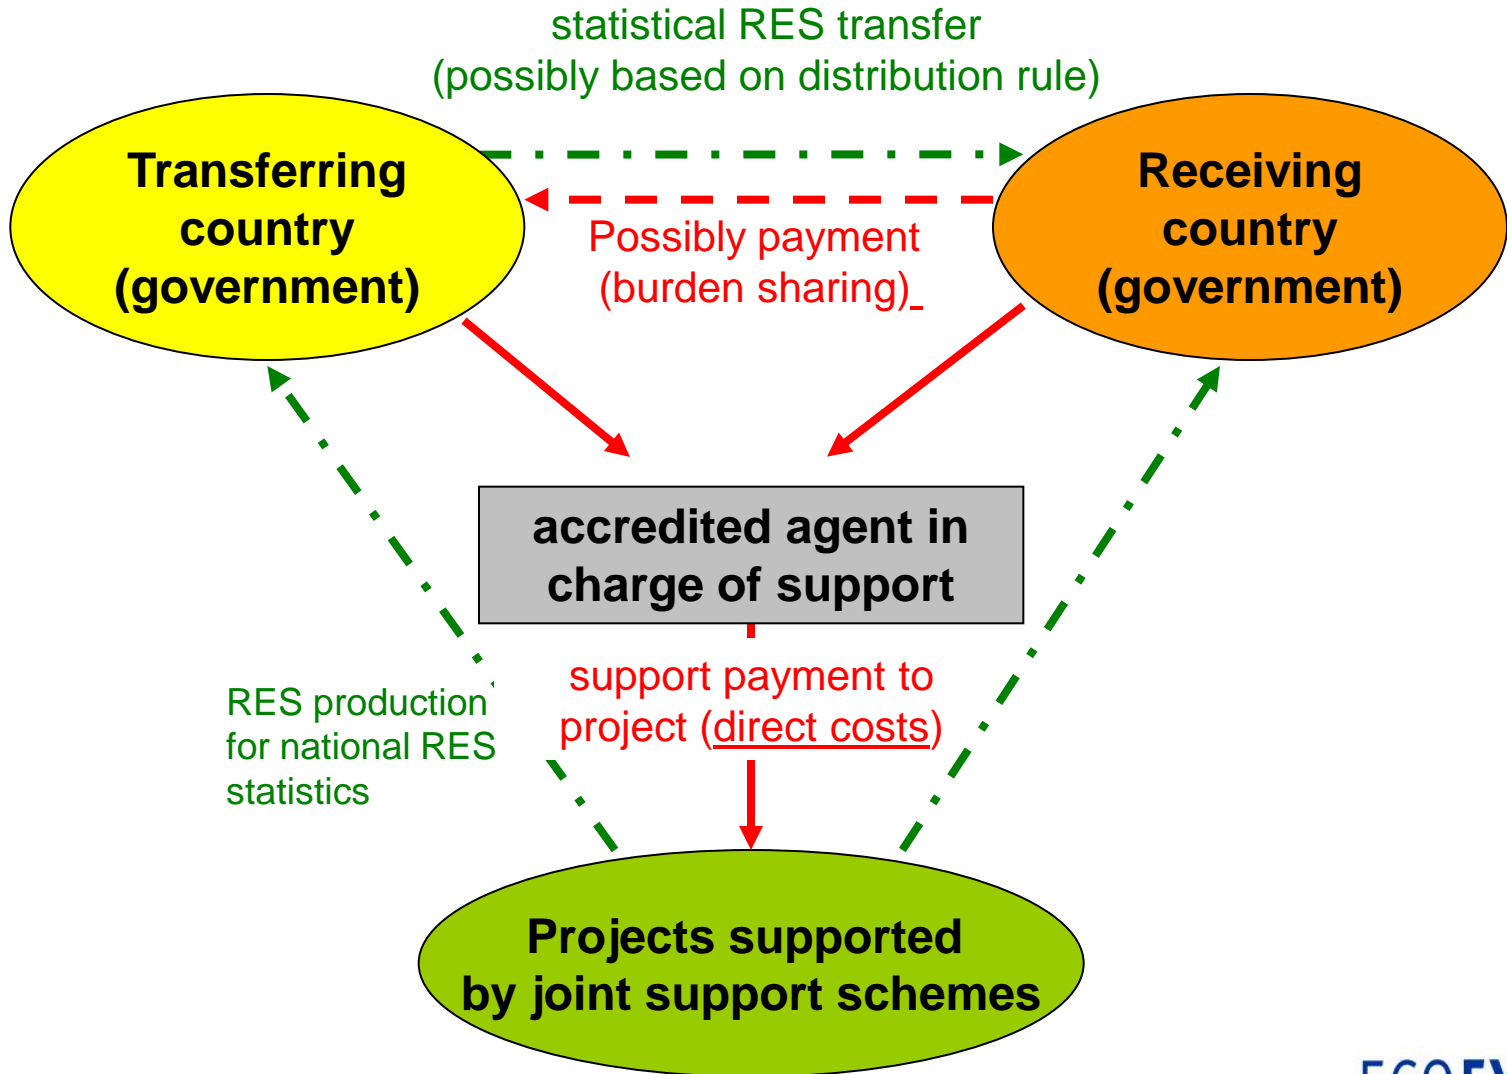 statistical RES transfer
(possibly based on distribution rule)
Transferring
country
(government)
Receiving
country
(government)
Possibly payment
(burden sharing)
accredited agent in
charge of support
support payment to
project (direct costs)
RES production
for national RES
statistics
Projects supported
by joint support schemes